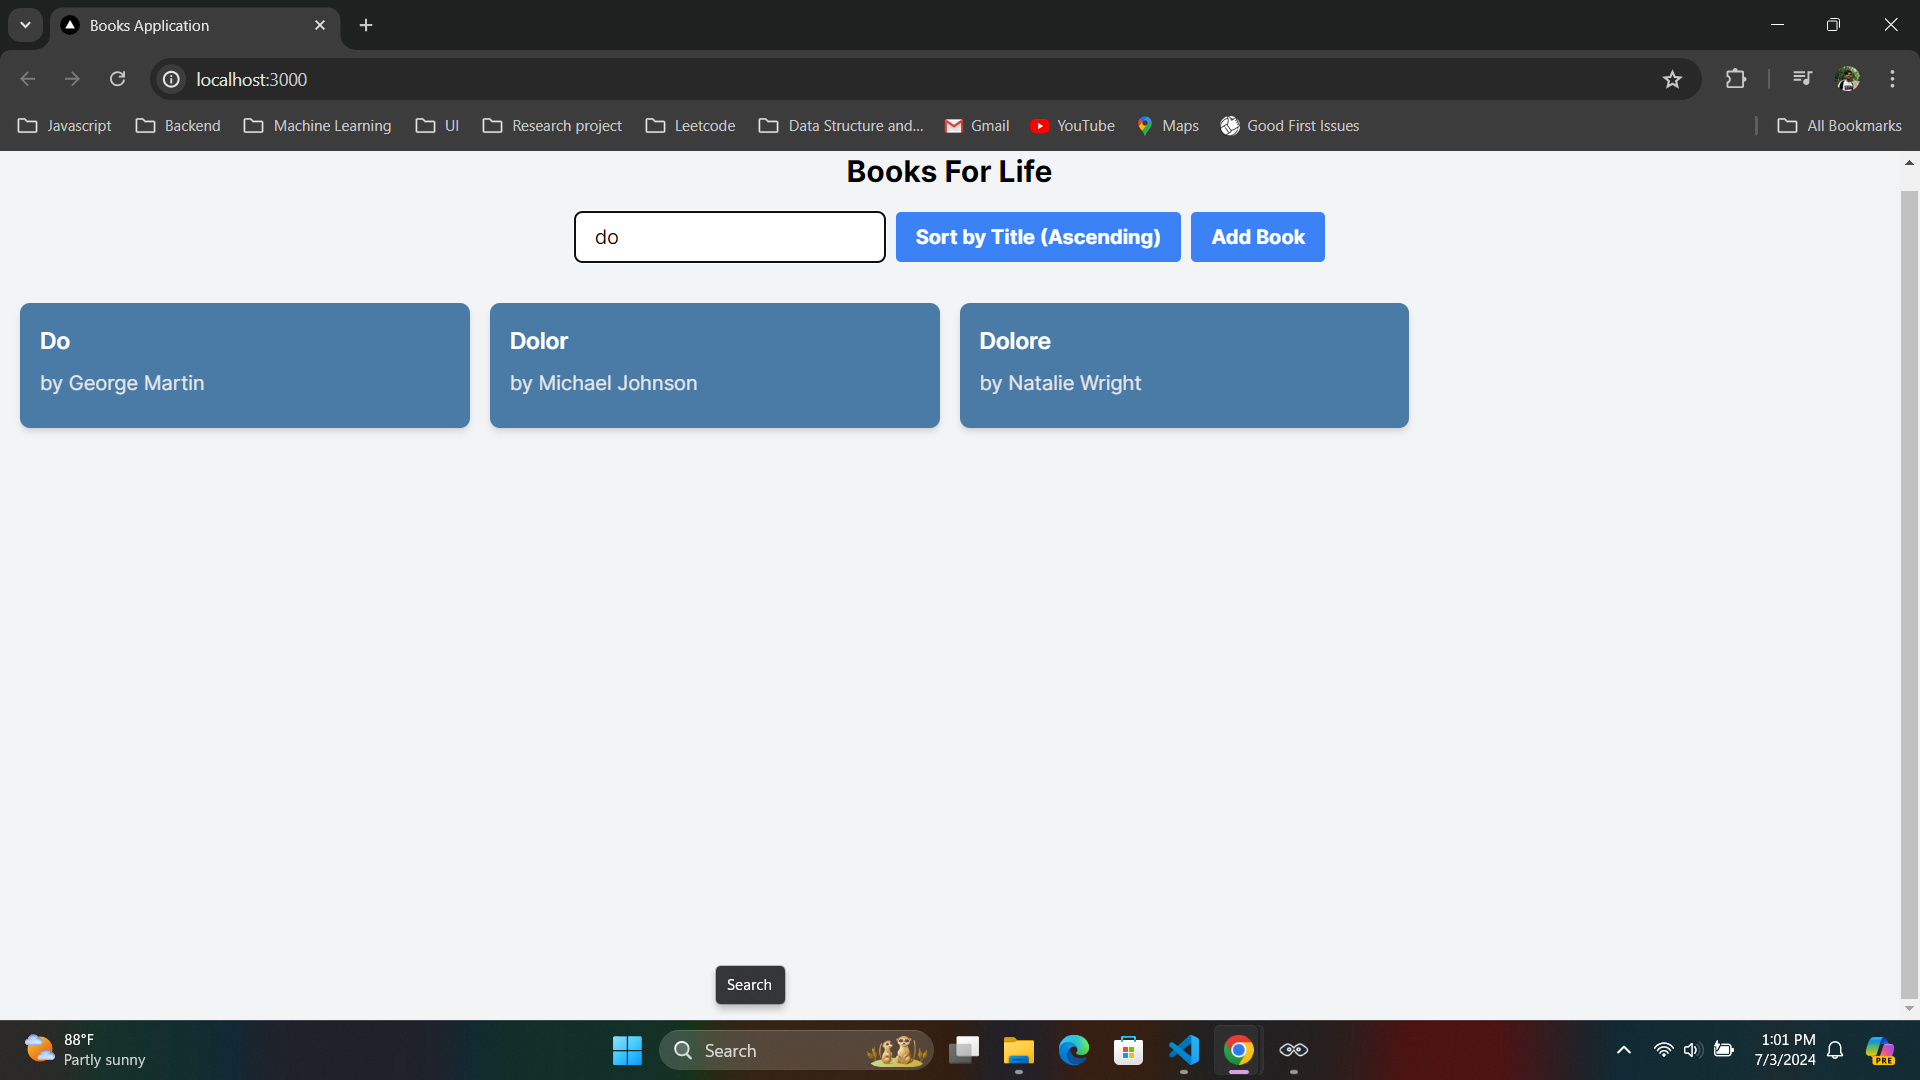 Books Application
localhost:3000
Javascript
Backend
Machine Learning
UI
Research project
Leetcode
Data Structure and...
Gmail
YouTube
Maps
Good First Issues
All Bookmarks
Books For Life
do
Sort by Title (Ascending)
Add Book
Do
by George Martin
Dolor
by Michael Johnson
Dolore
by Natalie Wright
Search
88°F
Partly sunny
Search
1:01 PM
7/3/2024
PRE